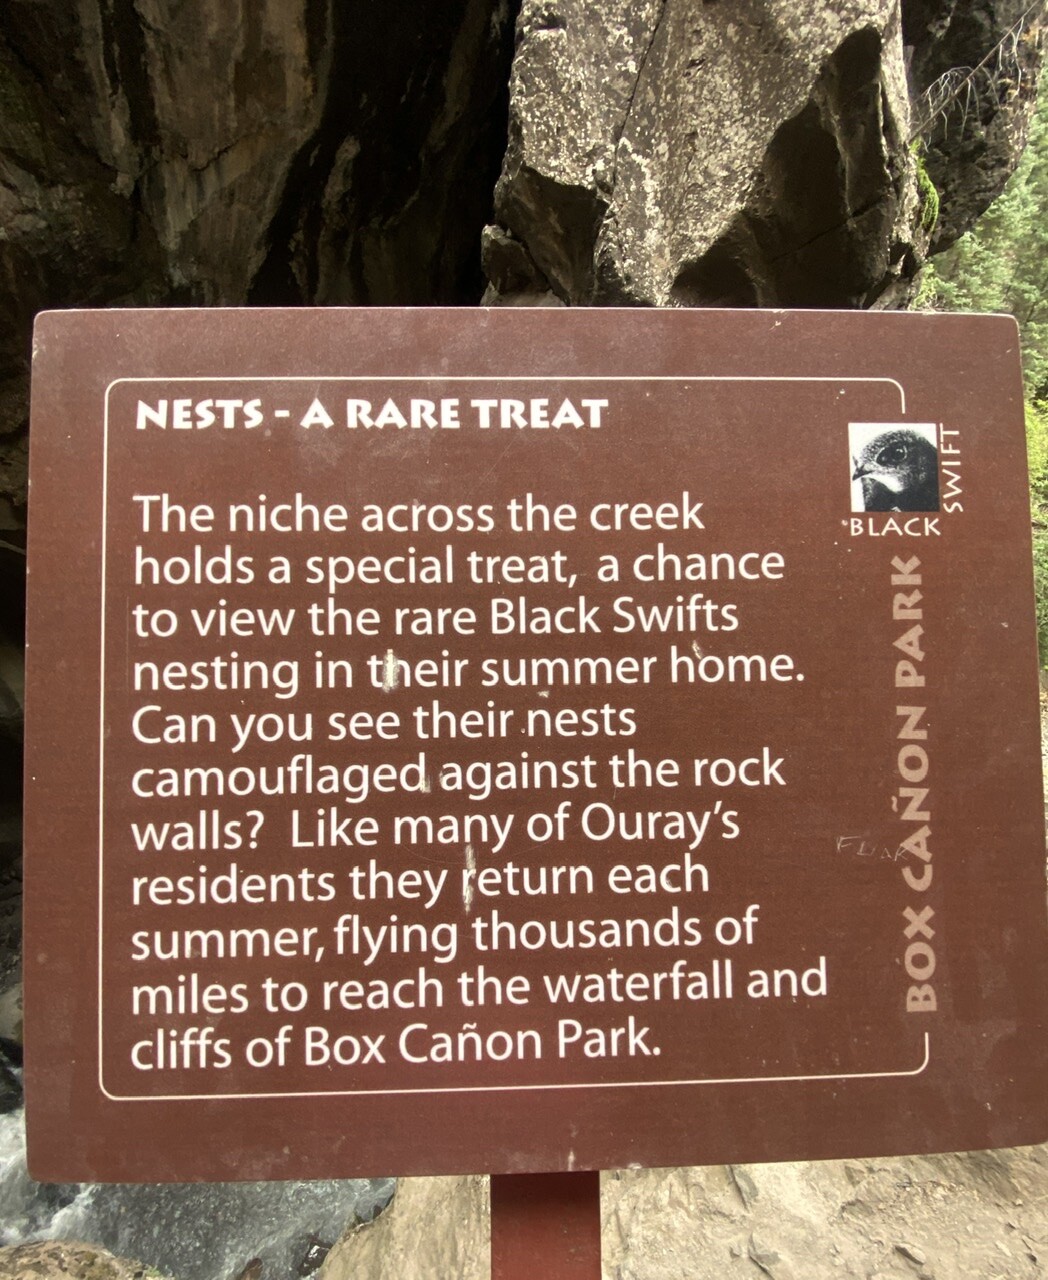 NESTS - A RARE TREAT
The niche across the creek
holds a special treat, a chance
to view the rare Black Swifts
nesting in their summer home.
Can you see their nests
camouflaged against the rock
walls? Like many of Ouray's
residents they return each
summer, flying thousands of
miles to reach the waterfall and
cliffs of Box Cañon Park.
BLACK
SWIFT
BOX CAÑON PARK